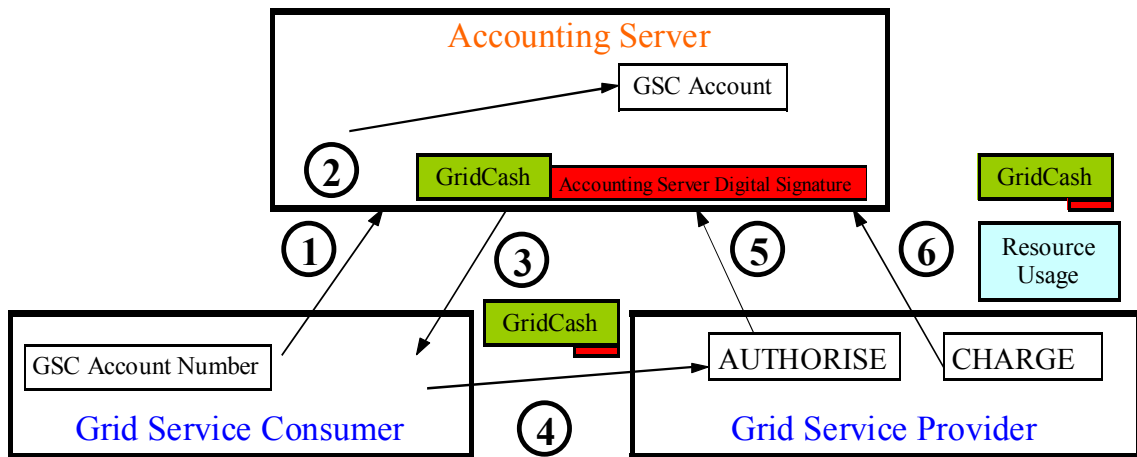 Accounting Server
GSC Account
2
GridCash
Accounting Server Digital Signature
GridCash
1
3
5
6
Resource
Usage
GridCash
GSC Account Number
AUTHORISE
CHARGE
Grid Service Consumer
4
Grid Service Provider